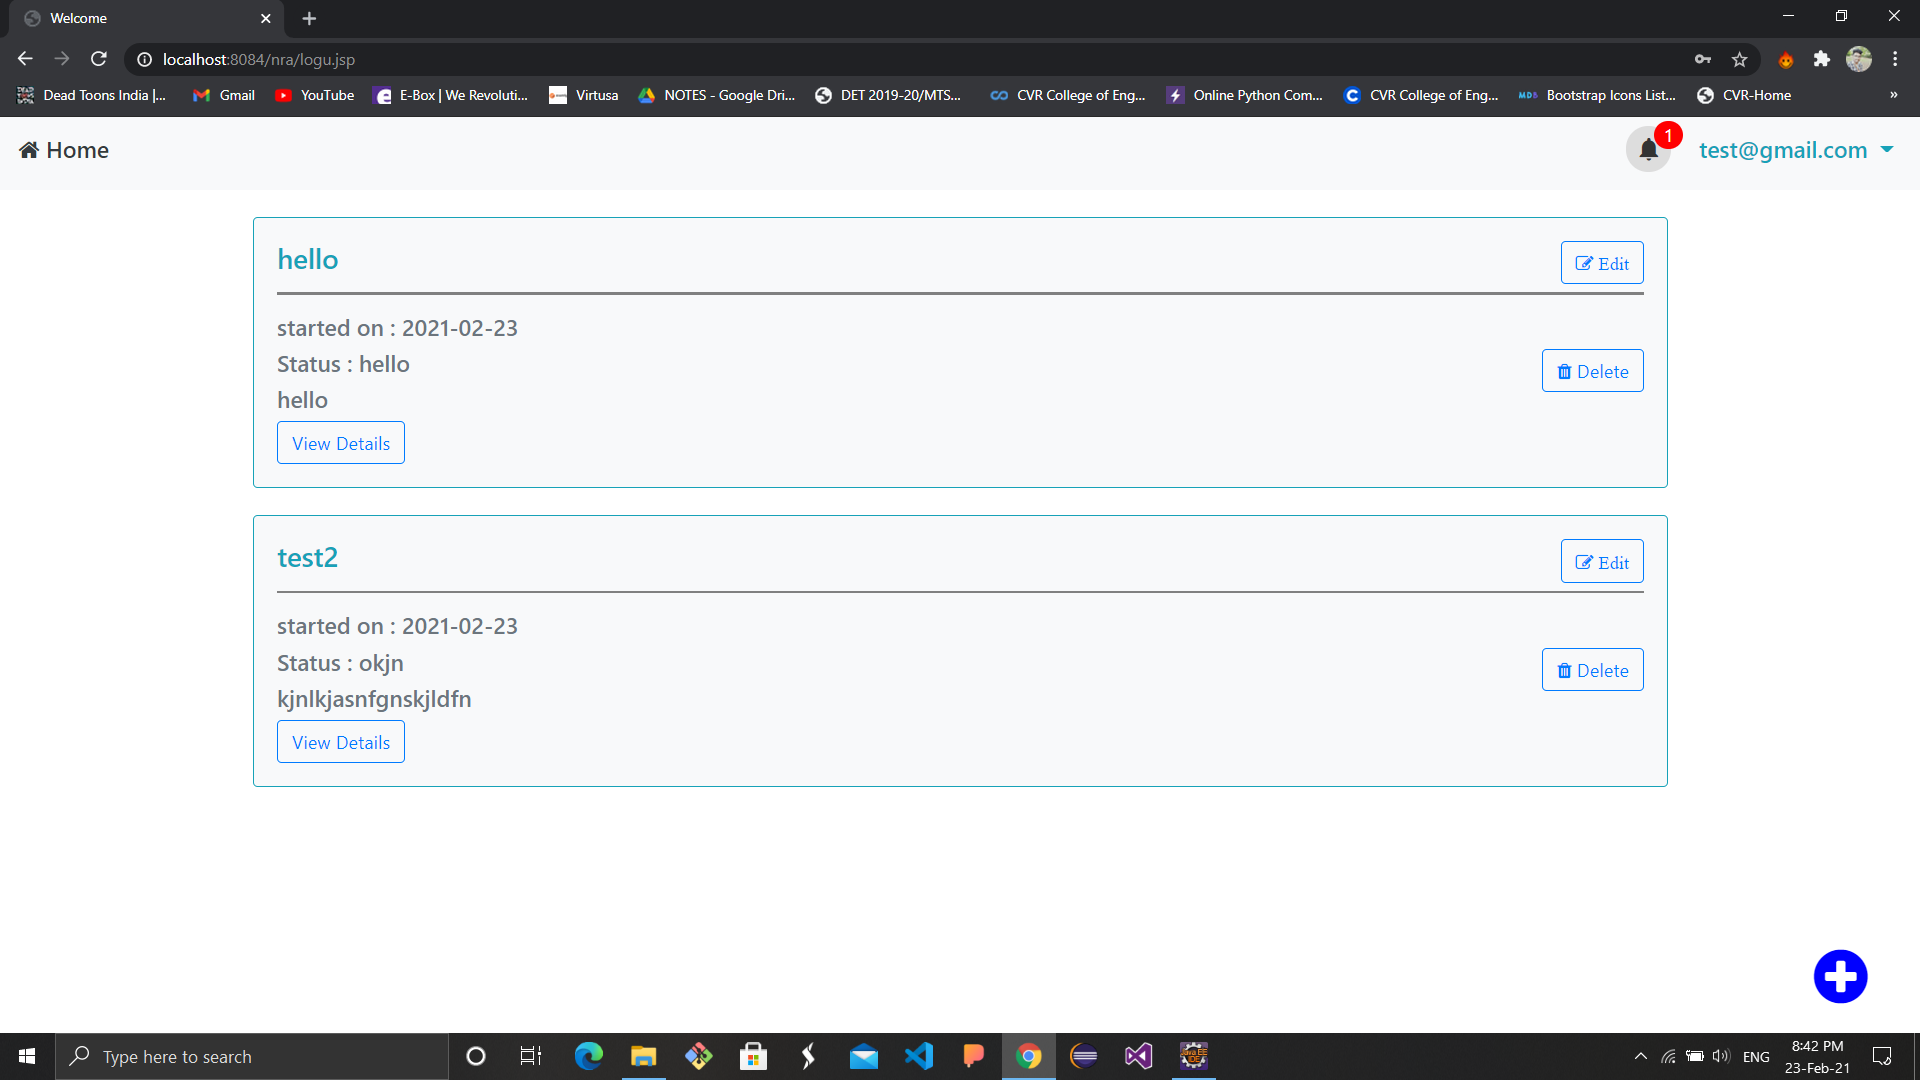 Welcome
localhost:8084/nra/logu.jsp
Dead Toons India |...
Gmail
YouTube
E-Box | We Revoluti...
Virtusa
NOTES - Google Dri...
DET 2019-20/MTS...
CVR College of Eng...
Online Python Com...
CVR College of Eng...
Bootstrap Icons List...
CVR-Home
»
Home
1
test@gmail.com
hello
Edit
started on : 2021-02-23
Status : hello
Delete
hello
View Details
test2
Edit
started on : 2021-02-23
Status : okjn
Delete
kjnlkjasnfgnskjldfn
View Details
Type here to search
ENG
8:42 PM
23-Feb-21